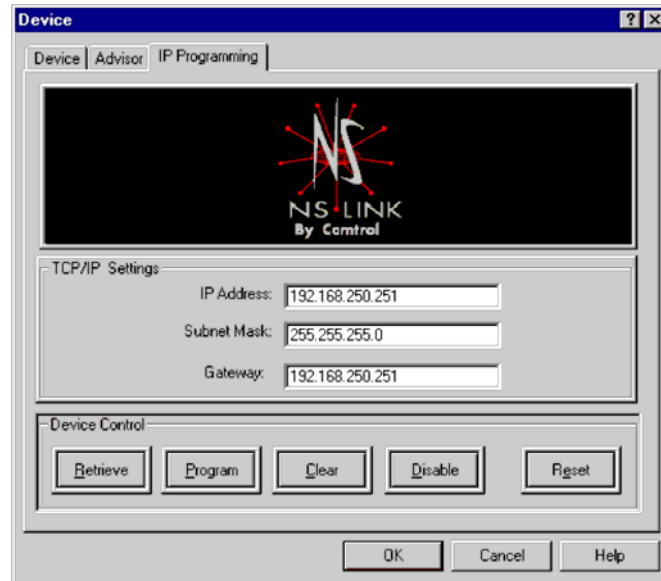 Device
Device Advisor IP Programming
NS
NS LINK
By Comtrol
TCP/IP Settings
IP Address: 192.168.250.251
Subnet Mask: 255.255.255.0
Gateway: 192.168.250.251
Device Control
Retrieve Program Clear Disable Reset
OK Cancel Help